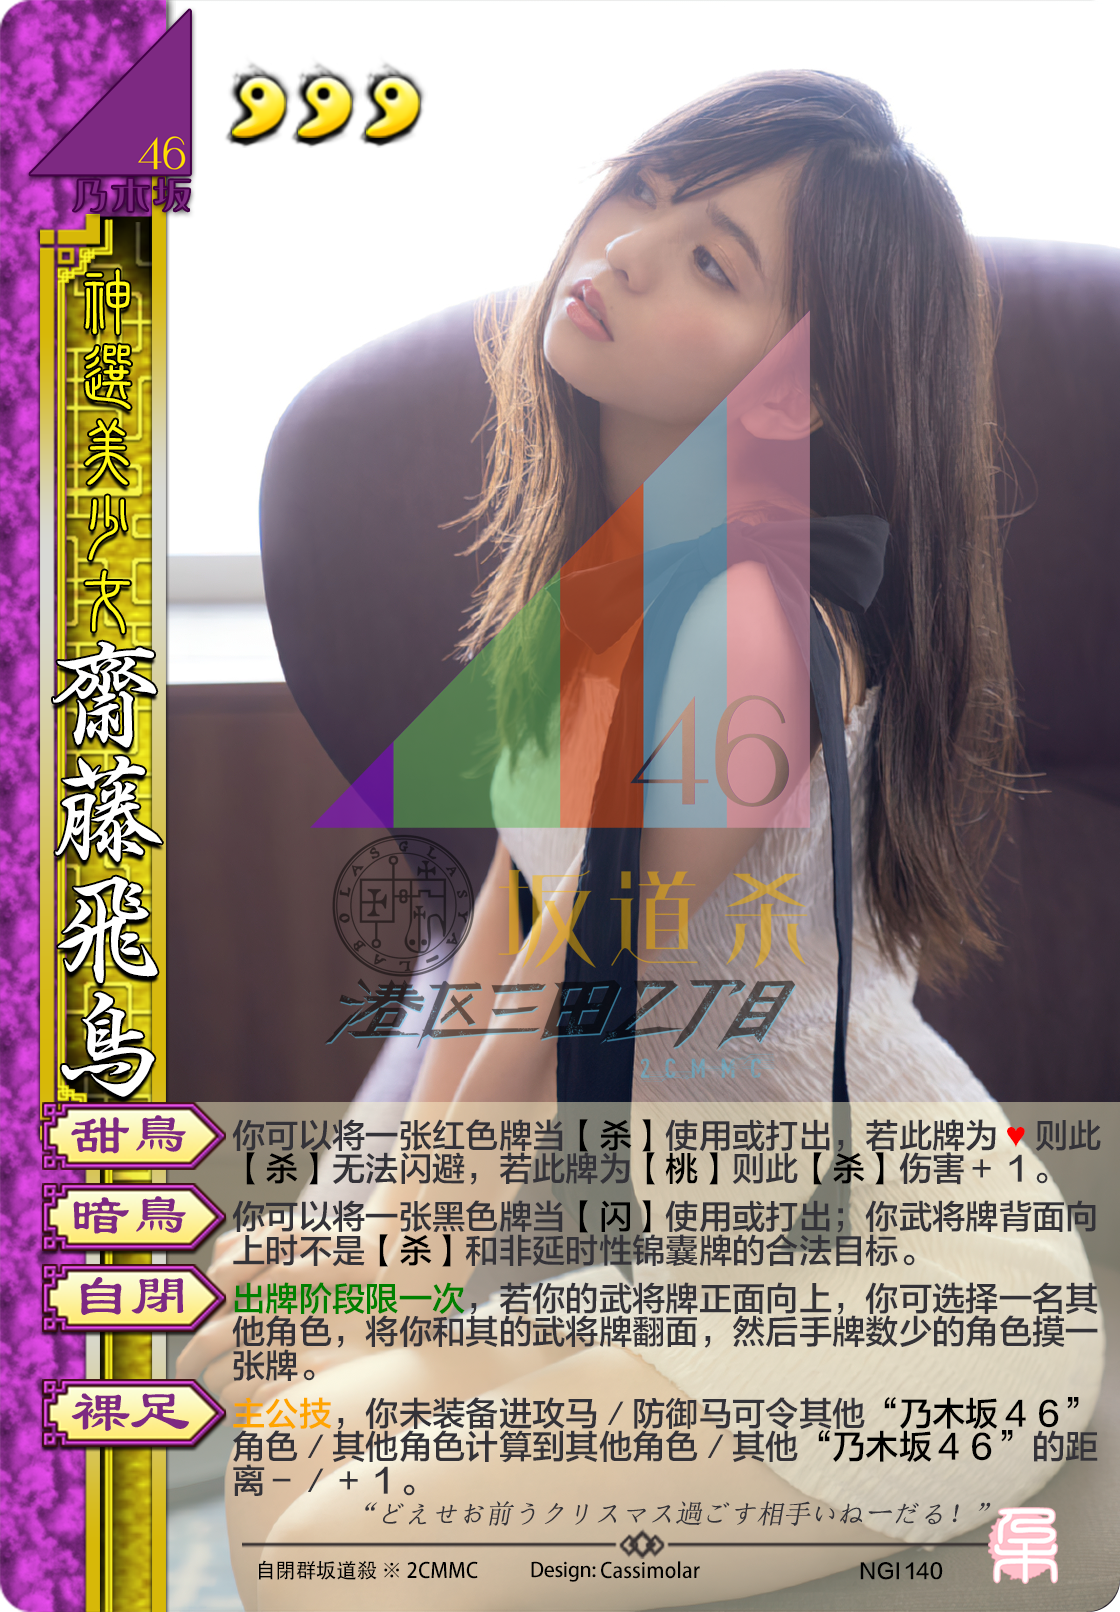 46
乃木坂
神選美少女
齋藤飛鳥
46
GLASYALABOLAS
坂道杀
港区三田2丁目
2CMMC
甜鳥
你可以将一张红色牌当【杀】使用或打出，若此牌为♥则此
【杀】无法闪避，若此牌为【桃】则此【杀】伤害＋１。
暗鳥
你可以将一张黑色牌当【闪】使用或打出；你武将牌背面向
上时不是【杀】和非延时性锦囊牌的合法目标。
自閉
出牌阶段限一次，若你的武将牌正面向上，你可选择一名其
他角色，将你和其的武将牌翻面，然后手牌数少的角色摸一
张牌。
裸足
主公技，你未装备进攻马／防御马可令其他“乃木坂４６”
角色／其他角色计算到其他角色／其他“乃木坂４６”的距
离－／＋１。
“どえせお前うクリスマス過ごす相手いねーだる！”
自閉群坂道殺 ※ 2CMMC
Design: Cassimolar
NGI 140